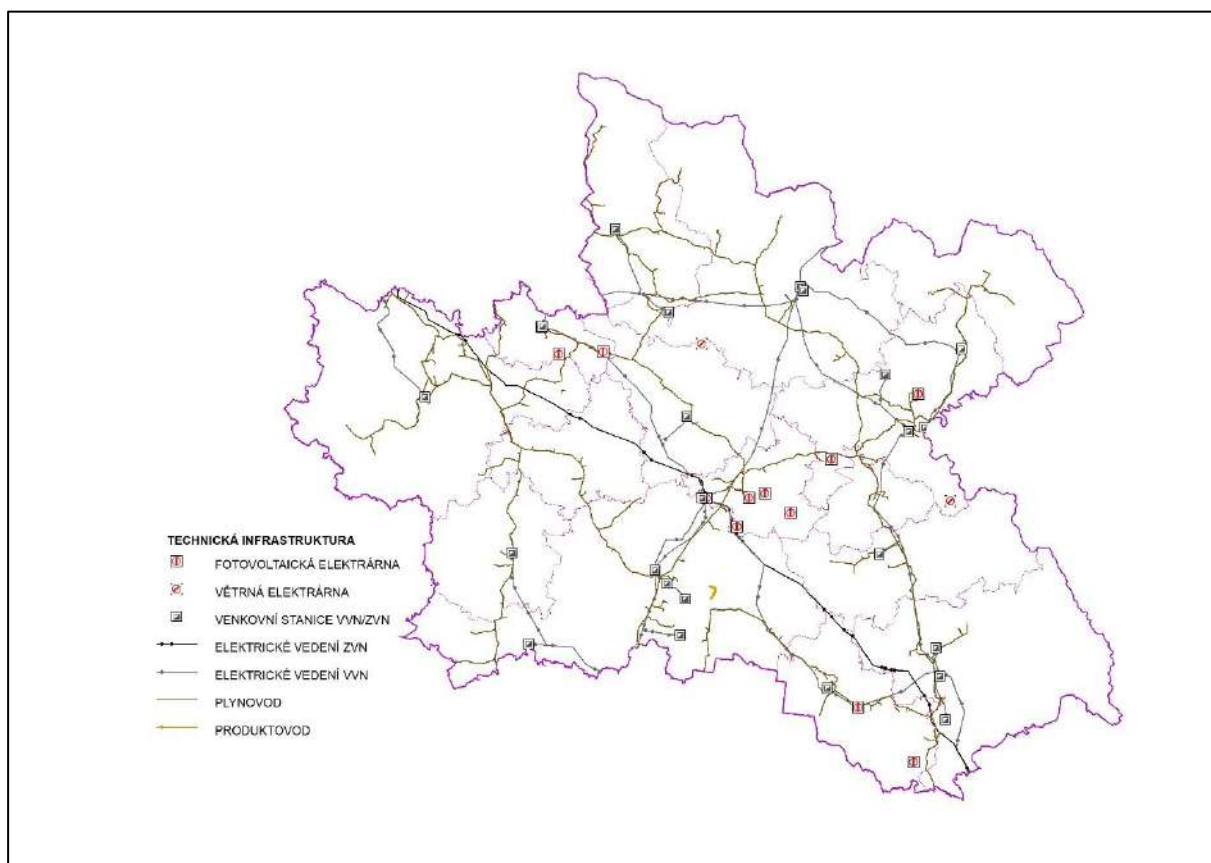 TECHNICKÁ INFRASTRUKTURA
FOTOVOLTAICKÁ ELEKTRÁRNA
VĚTRNÁ ELEKTRÁRNA
VENKOVNÍ STANICE VVN/ZVN
ELEKTRICKÉ VEDENÍ ZVN
ELEKTRICKÉ VEDENÍ VVN
PLYNOVOD
PRODUKTOVOD